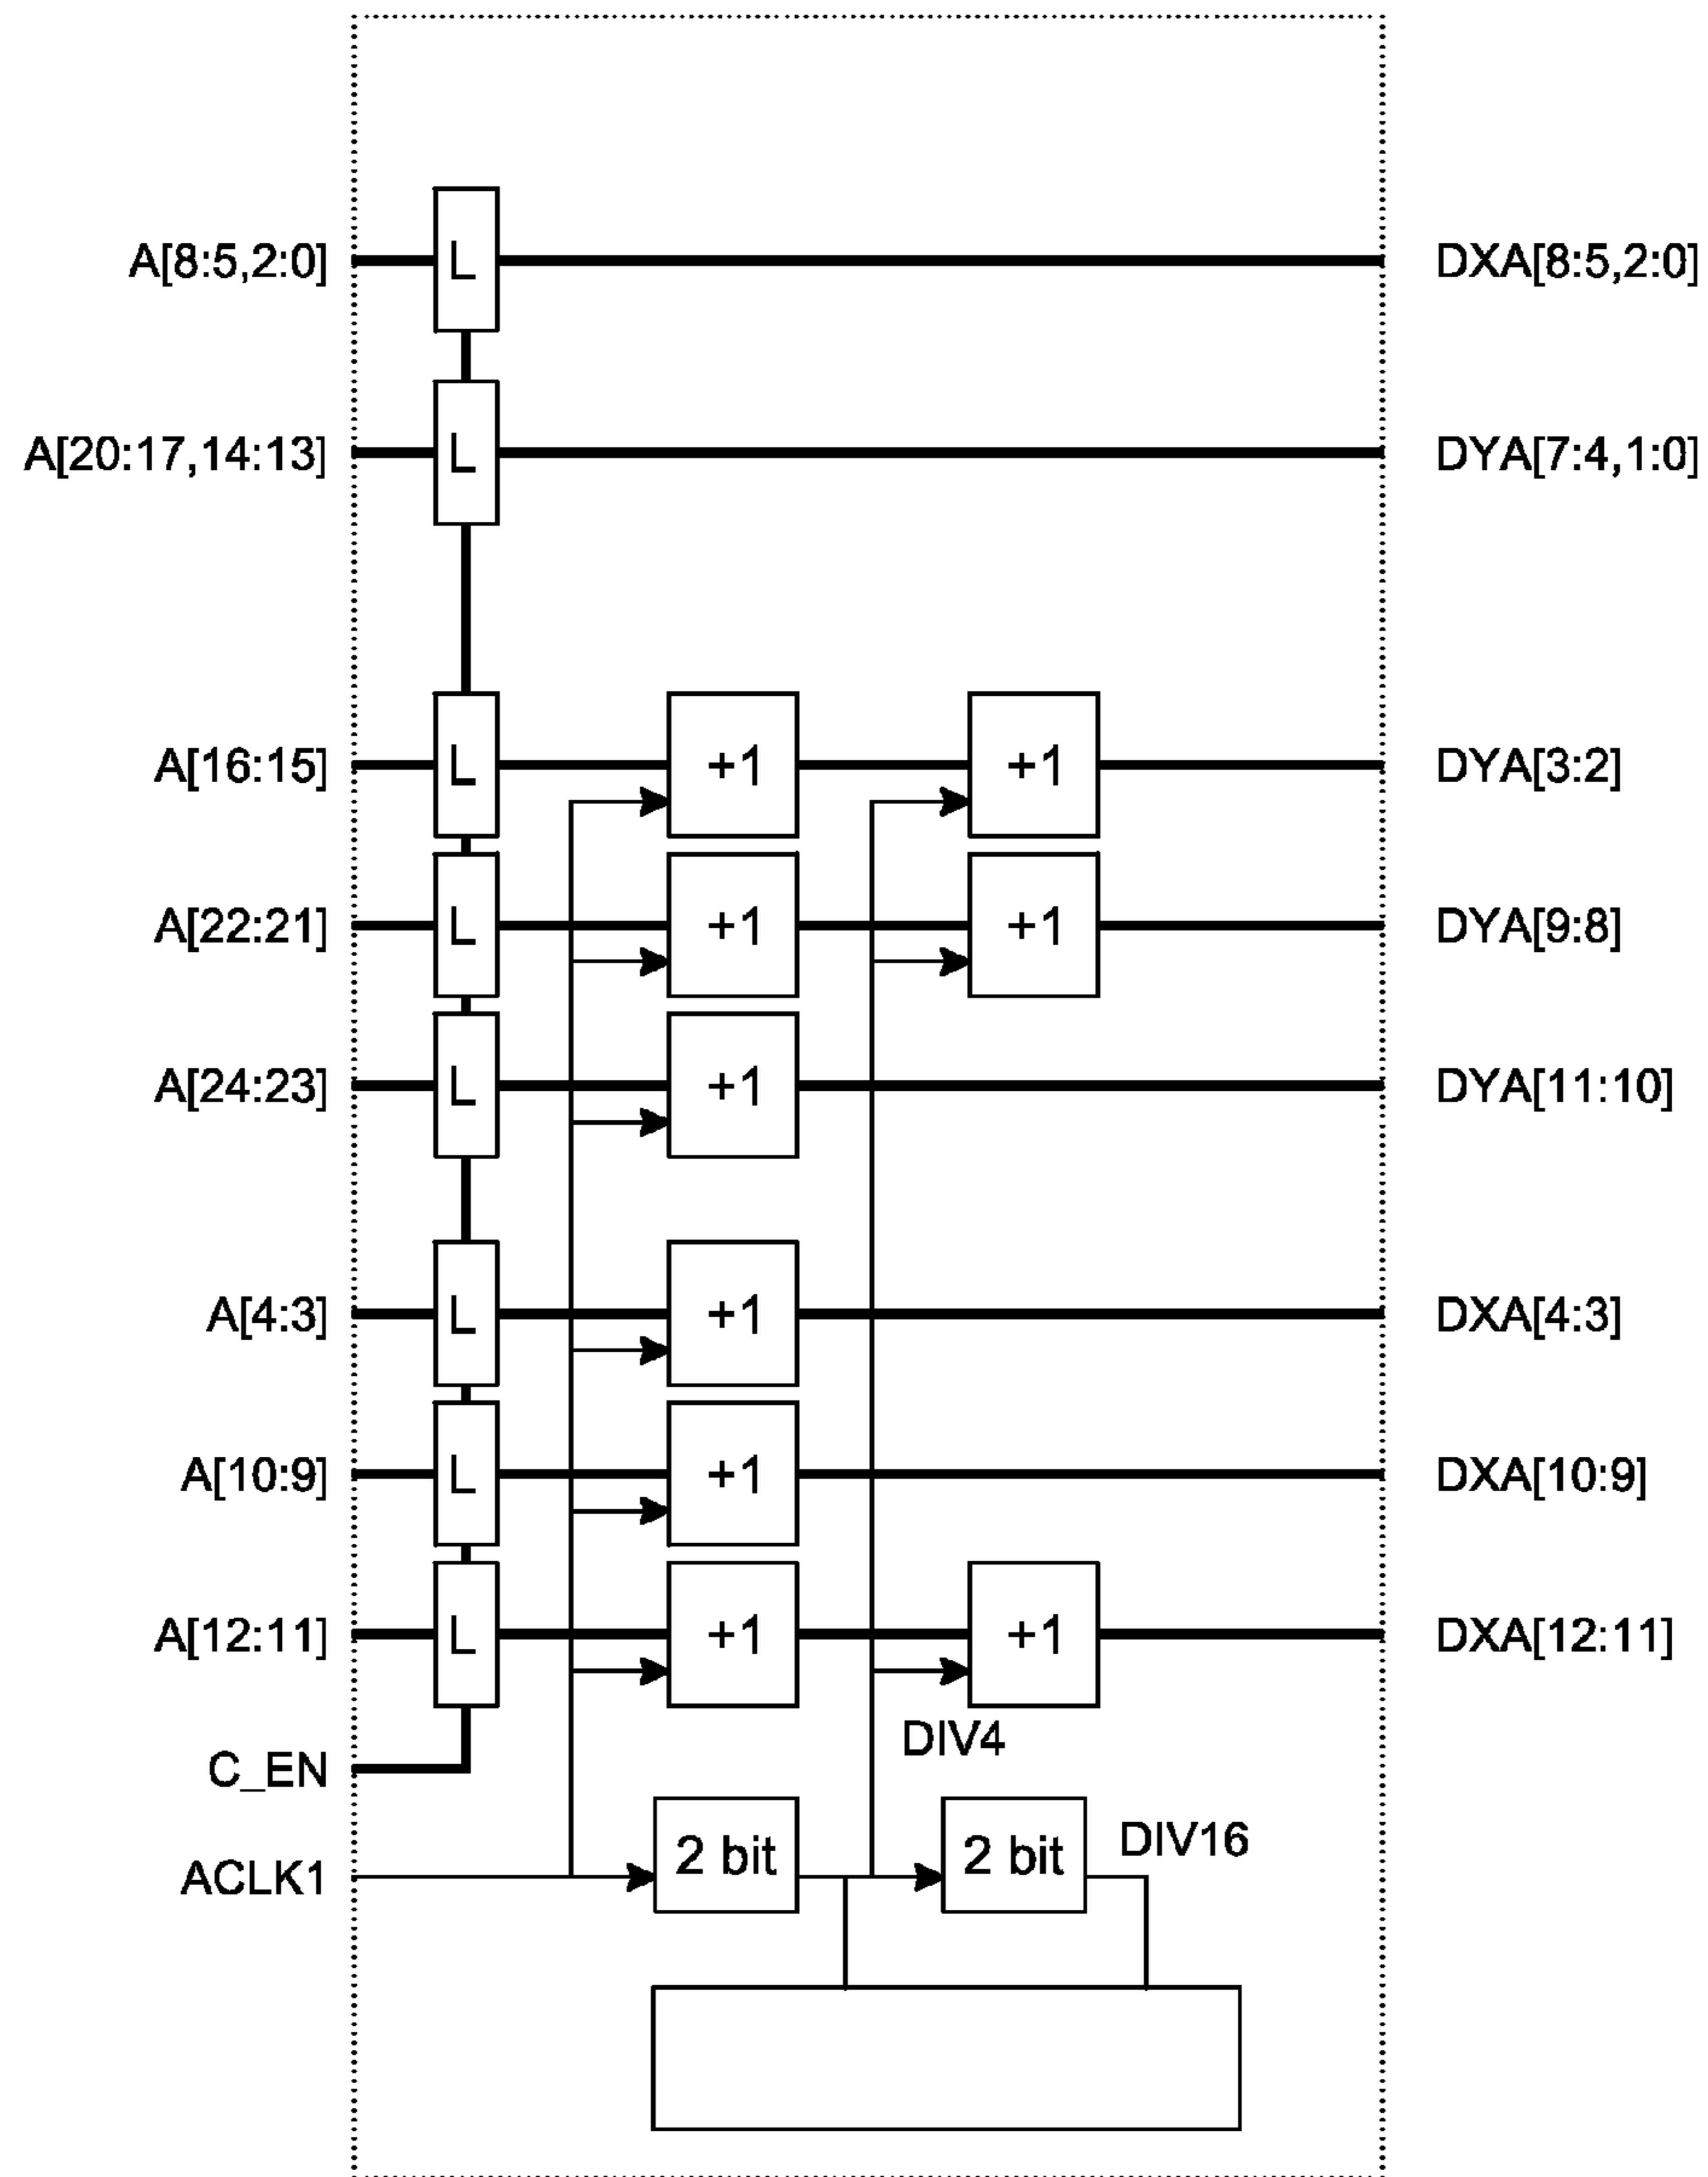 A[8:5,2:0] L DXA[8:5,2:0]
A[20:17,14:13] L DYA[7:4,1:0]
A[16:15] L +1 +1 DYA[3:2]
A[22:21] L +1 +1 DYA[9:8]
A[24:23] L +1 DYA[11:10]
A[4:3] L +1 DXA[4:3]
A[10:9] L +1 DXA[10:9]
A[12:11] L +1 +1 DXA[12:11]
DIV4
C_EN
2 bit 2 bit DIV16
ACLK1